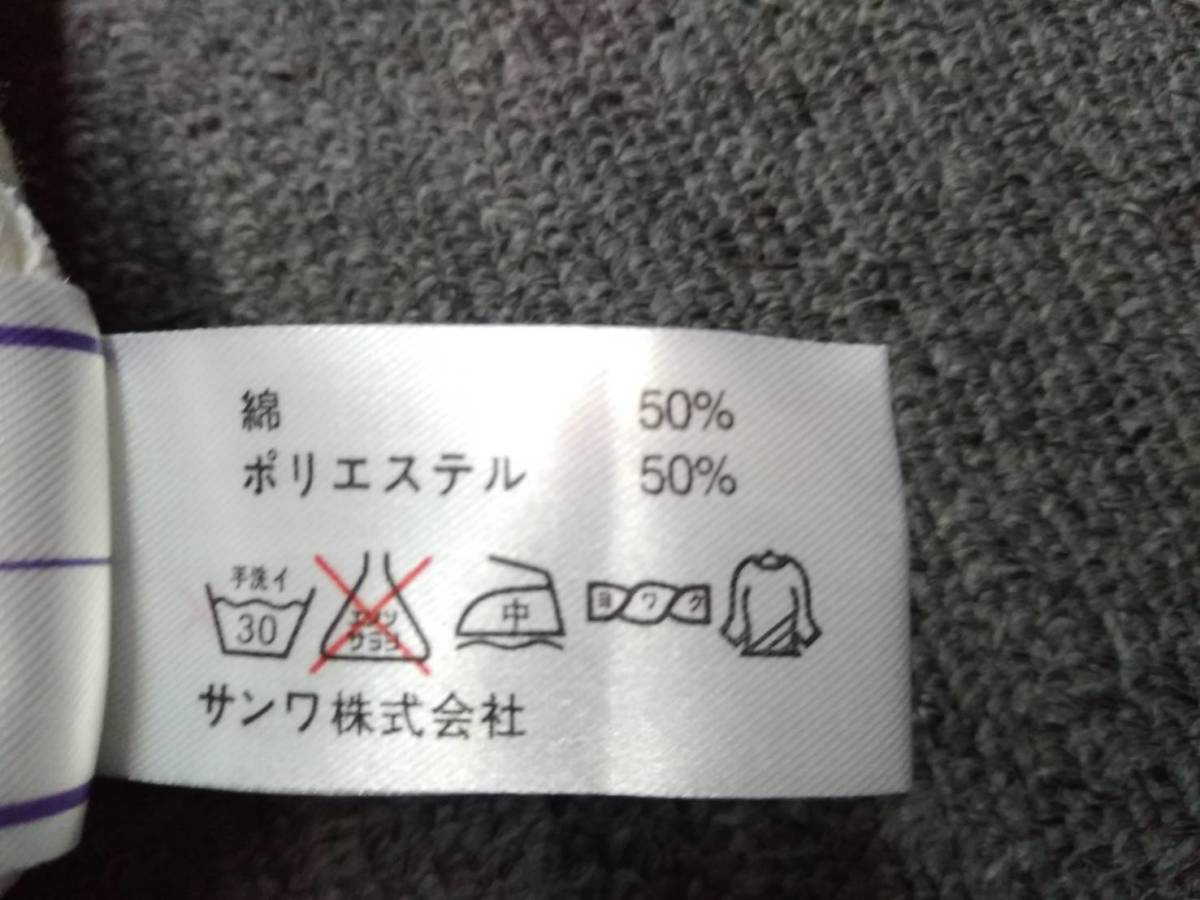 綿 50%
ポリエステル 50%
手洗イ
30
エンソ
サラシ
中
ヨワク
サンワ株式会社